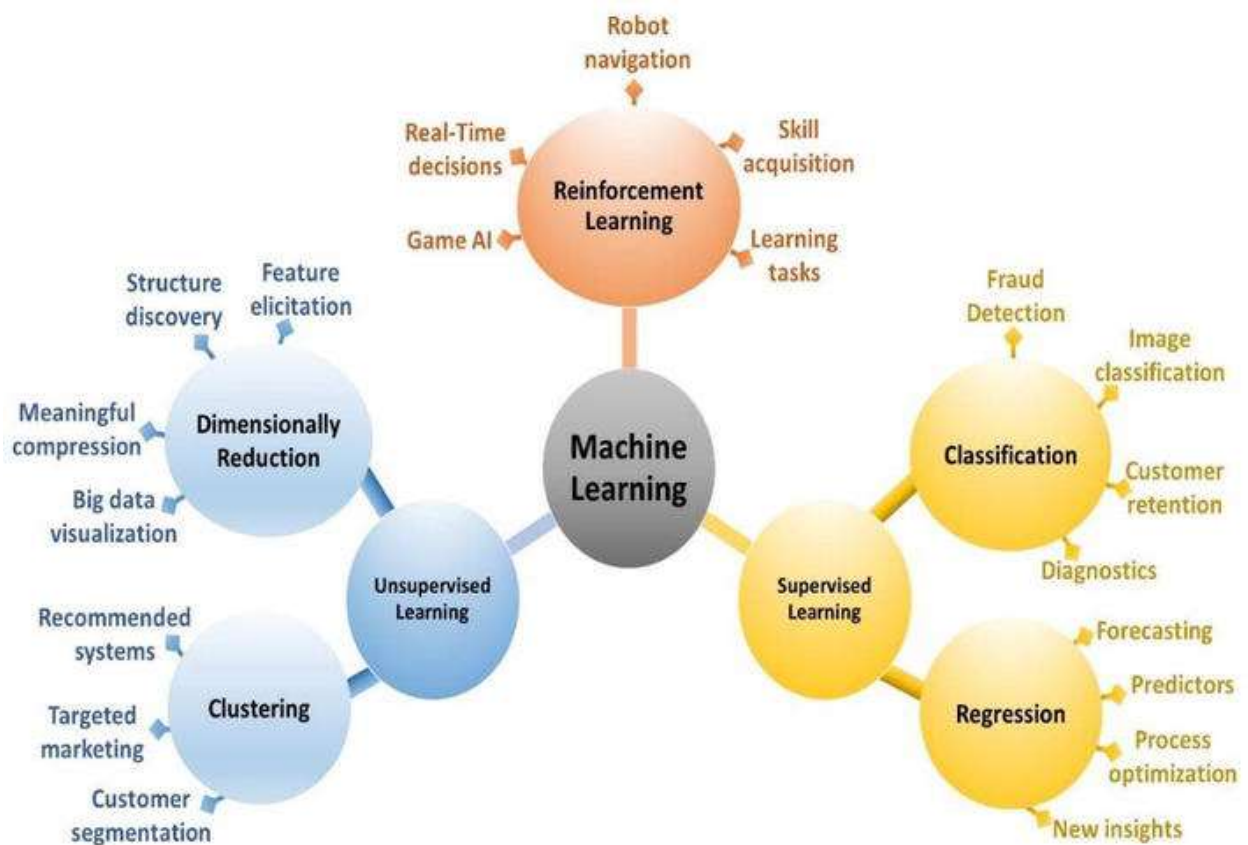 Robot
navigation
Real-Time
decisions
Skill
acquisition
Reinforcement
Learning
Game AI
Learning
tasks
Structure
discovery
Feature
elicitation
Meaningful
compression
Dimensionally
Reduction
Big data
visualization
Machine
Learning
Fraud
Detection
Image
classification
Classification
Customer
retention
Diagnostics
Unsupervised
Learning
Supervised
Learning
Recommended
systems
Clustering
Targeted
marketing
Customer
segmentation
Forecasting
Predictors
Regression
Process
optimization
New insights